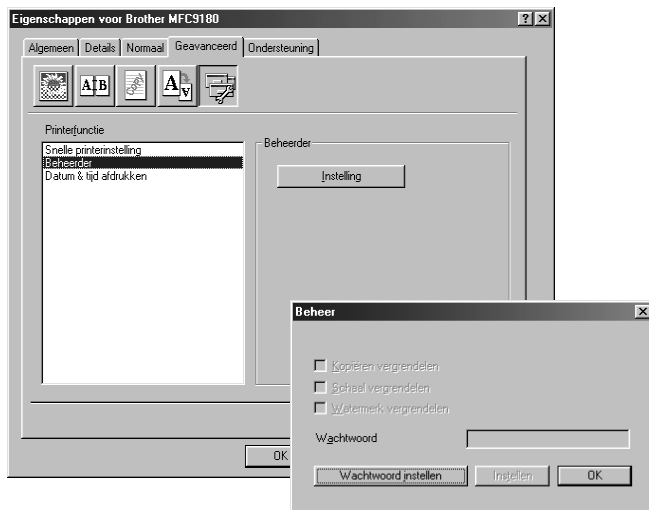 Eigenschappen voor Brother MFC9180
Algemeen Details Normaal Geavanceerd Ondersteuning
A B
A
Printerfunctie
Snelle printerinstelling
Beheerder
Datum & tijd afdrukken
Beheerder
Instelling
OK
Beheer
Kopiëren vergrendelen
Schaal vergrendelen
Watermerk vergrendelen
Wachtwoord
Wachtwoord instellen Instellen OK